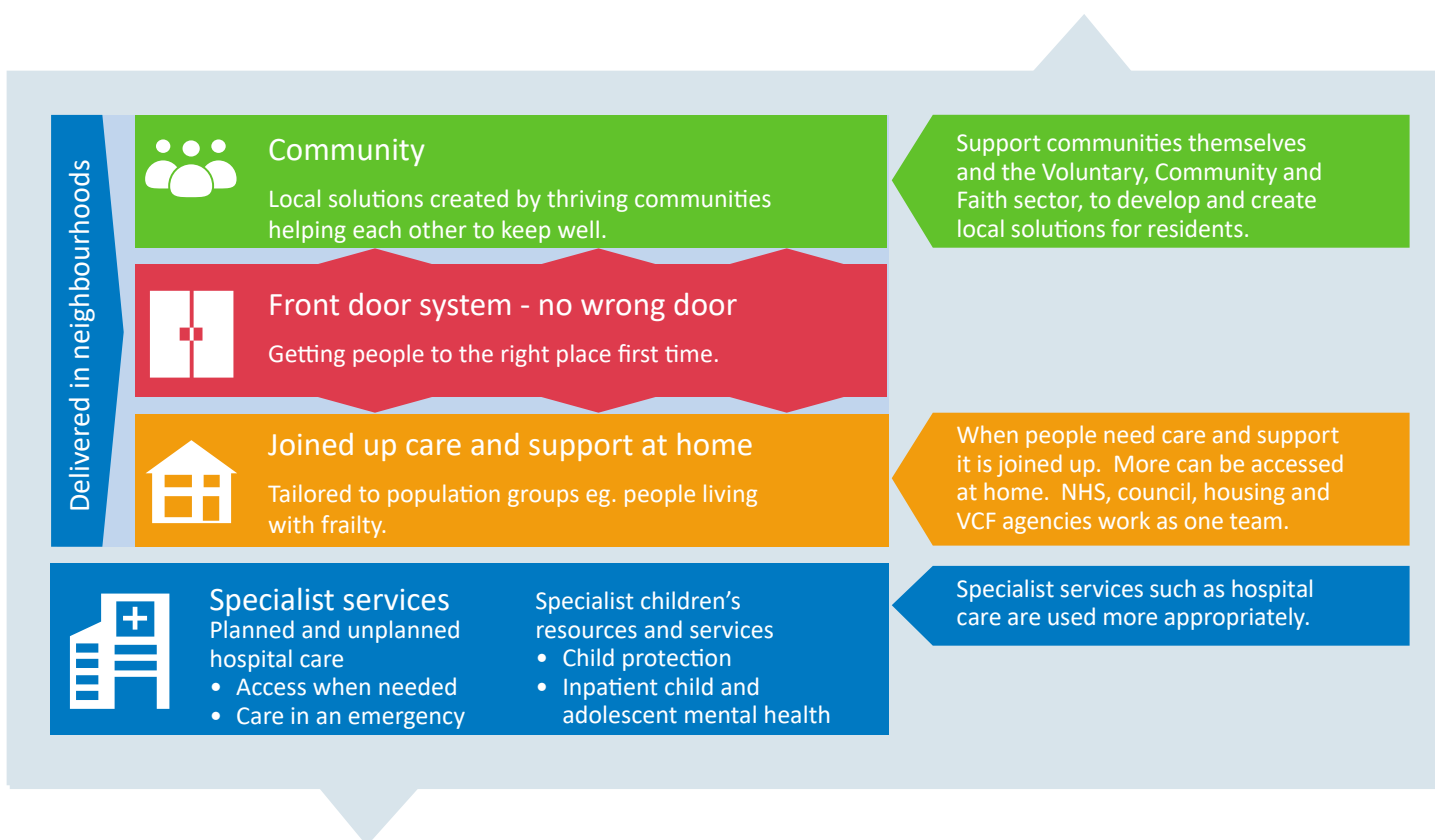 Delivered in neighbourhoods
Community
Local solutions created by thriving communities
helping each other to keep well.
Support communities themselves
and the Voluntary, Community and
Faith sector, to develop and create
local solutions for residents.
Front door system - no wrong door
Getting people to the right place first time.
Joined up care and support at home
Tailored to population groups eg. people living
with frailty.
When people need care and support
it is joined up.  More can be accessed
at home.  NHS, council, housing and
VCF agencies work as one team.
Specialist services
Planned and unplanned
hospital care
• Access when needed
• Care in an emergency
Specialist children’s
resources and services
• Child protection
• Inpatient child and
adolescent mental health
Specialist services such as hospital
care are used more appropriately.